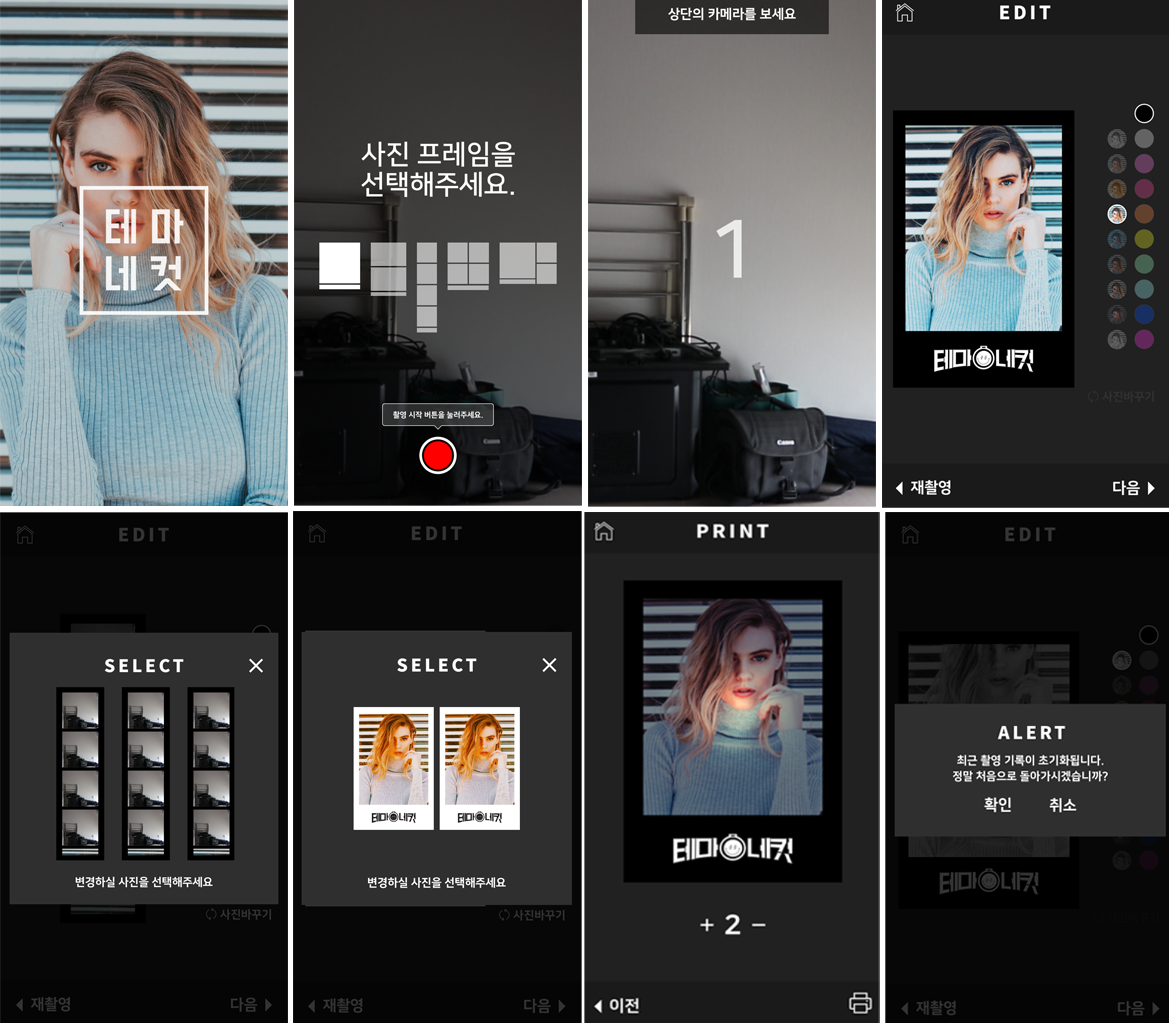 테마
네컷
사진 프레임을
선택해주세요.
촬영 시작 버튼을 눌러주세요.
상단의 카메라를 보세요
1
Canon
Canon
EDIT
테마네컷
사진바꾸기
재촬영
다음
EDIT
SELECT
변경하실 사진을 선택해주세요
사진바꾸기
재촬영
다음
EDIT
SELECT
테마네컷
테마네컷
변경하실 사진을 선택해주세요
사진바꾸기
재촬영
다음
PRINT
테마네컷
+ 2 −
이전
EDIT
ALERT
최근 촬영 기록이 초기화됩니다.
정말 처음으로 돌아가시겠습니까?
확인 취소
테마네컷
재촬영
다음